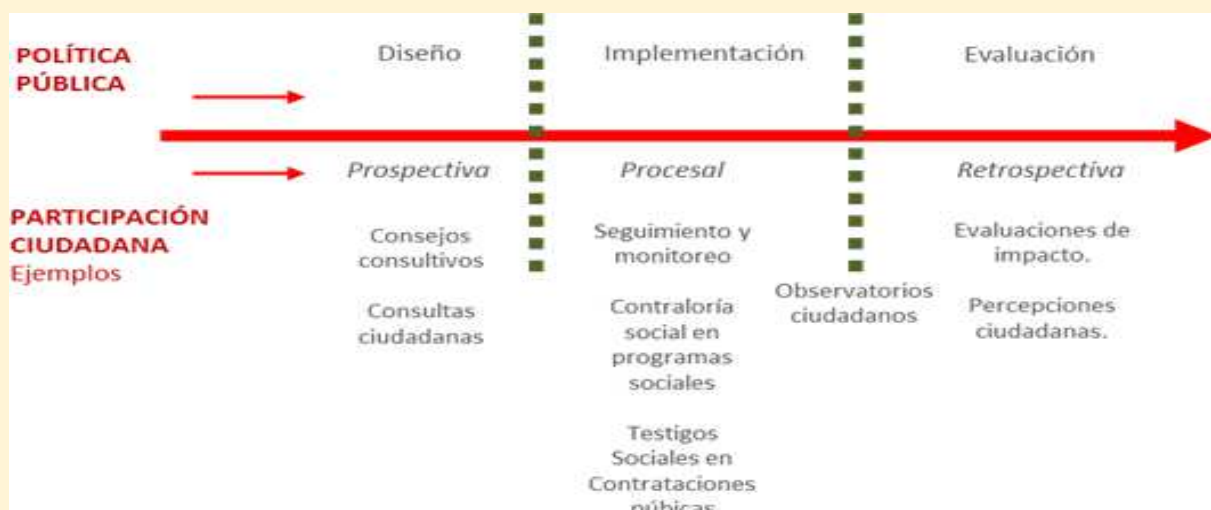 POLÍTICA
PÚBLICA
Diseño
Implementación
Evaluación
Prospectiva
Procesal
Retrospectiva
PARTICIPACIÓN
CIUDADANA
Ejemplos
Consejos
consultivos
Consultas
ciudadanas
Seguimiento y
monitoreo
Contraloría
social en
programas
sociales
Testigos
Sociales en
Contrataciones
púbicas
Observatorios
ciudadanos
Evaluaciones de
impacto.
Percepciones
ciudadanas.